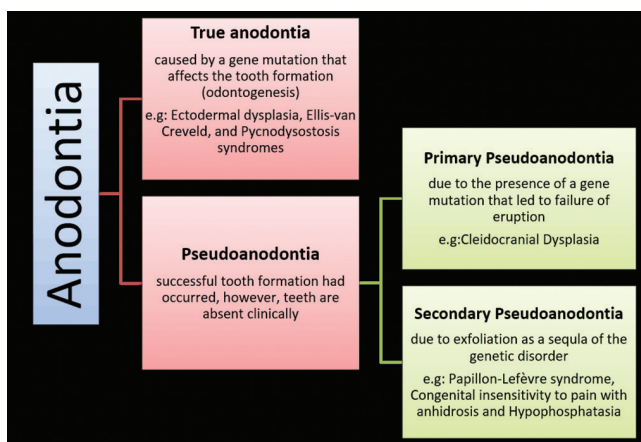 Anodontia
True anodontia
caused by a gene mutation that
affects the tooth formation
(odontogenesis)
e.g: Ectodermal dysplasia, Ellis-van
Creveld, and Pycnodysostosis
syndromes
Pseudoanodontia
successful tooth formation had
occurred, however, teeth are
absent clinically
Primary Pseudoanodontia
due to the presence of a gene
mutation that led to failure of
eruption
e.g:Cleidocranial Dysplasia
Secondary Pseudoanodontia
due to exfoliation as a sequla of the
genetic disorder
e.g: Papillon-Lefèvre syndrome,
Congenital insensitivity to pain with
anhidrosis and Hypophosphatasia